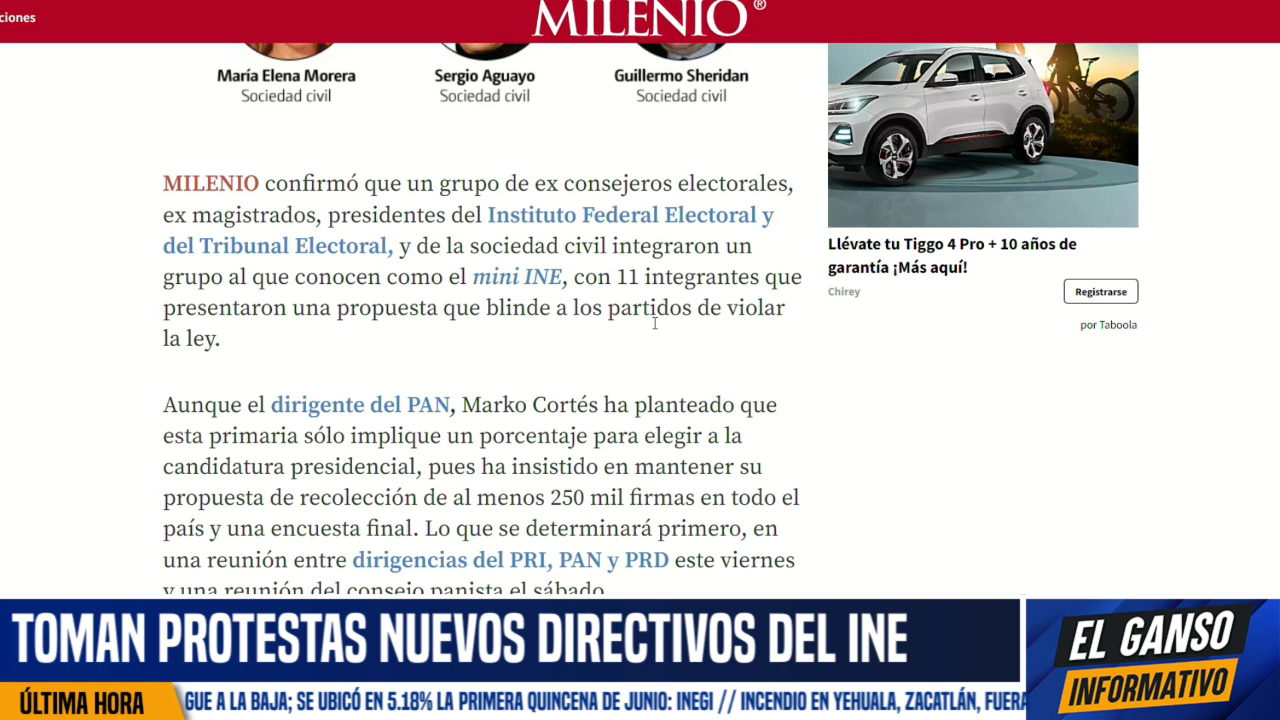 ciones
MILENIO®
María Elena Morera
Sociedad civil
Sergio Aguayo
Sociedad civil
Guillermo Sheridan
Sociedad civil
MILENIO confirmó que un grupo de ex consejeros electorales,
ex magistrados, presidentes del Instituto Federal Electoral y
del Tribunal Electoral, y de la sociedad civil integraron un
grupo al que conocen como el mini INE, con 11 integrantes que
presentaron una propuesta que blinde a los partidos de violar
la ley.
Aunque el dirigente del PAN, Marko Cortés ha planteado que
esta primaria sólo implique un porcentaje para elegir a la
candidatura presidencial, pues ha insistido en mantener su
propuesta de recolección de al menos 250 mil firmas en todo el
país y una encuesta final. Lo que se determinará primero, en
una reunión entre dirigencias del PRI, PAN y PRD este viernes
y una reunión del consejo panista el sábado.
Llévate tu Tiggo 4 Pro + 10 años de
garantía ¡Más aquí!
Chirey
Registrarse
por Taboola
TOMAN PROTESTAS NUEVOS DIRECTIVOS DEL INE
EL GANSO
INFORMATIVO
ÚLTIMA HORA
GUE A LA BAJA; SE UBICÓ EN 5.18% LA PRIMERA QUINCENA DE JUNIO: INEGI // INCENDIO EN YEHUALA, ZACATLÁN, FUERA